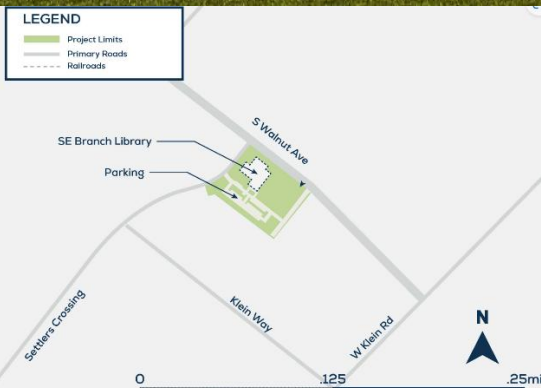 LEGEND
Project Limits
Primary Roads
Railroads
S Walnut Ave
SE Branch Library
Parking
Settlers Crossing
Klein Way
W Klein Rd
N
0 .125 .25mi